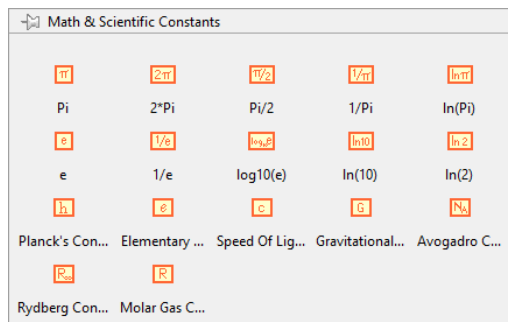 Math & Scientific Constants
π 2π π/2 1/π lnπ
Pi 2*Pi Pi/2 1/Pi ln(Pi)
e 1/e log₁₀e ln10 ln2
e 1/e log10(e) ln(10) ln(2)
h e c G Nᴀ
Planck's Con... Elementary ... Speed Of Lig... Gravitational... Avogadro C...
R∞ R
Rydberg Con... Molar Gas C...